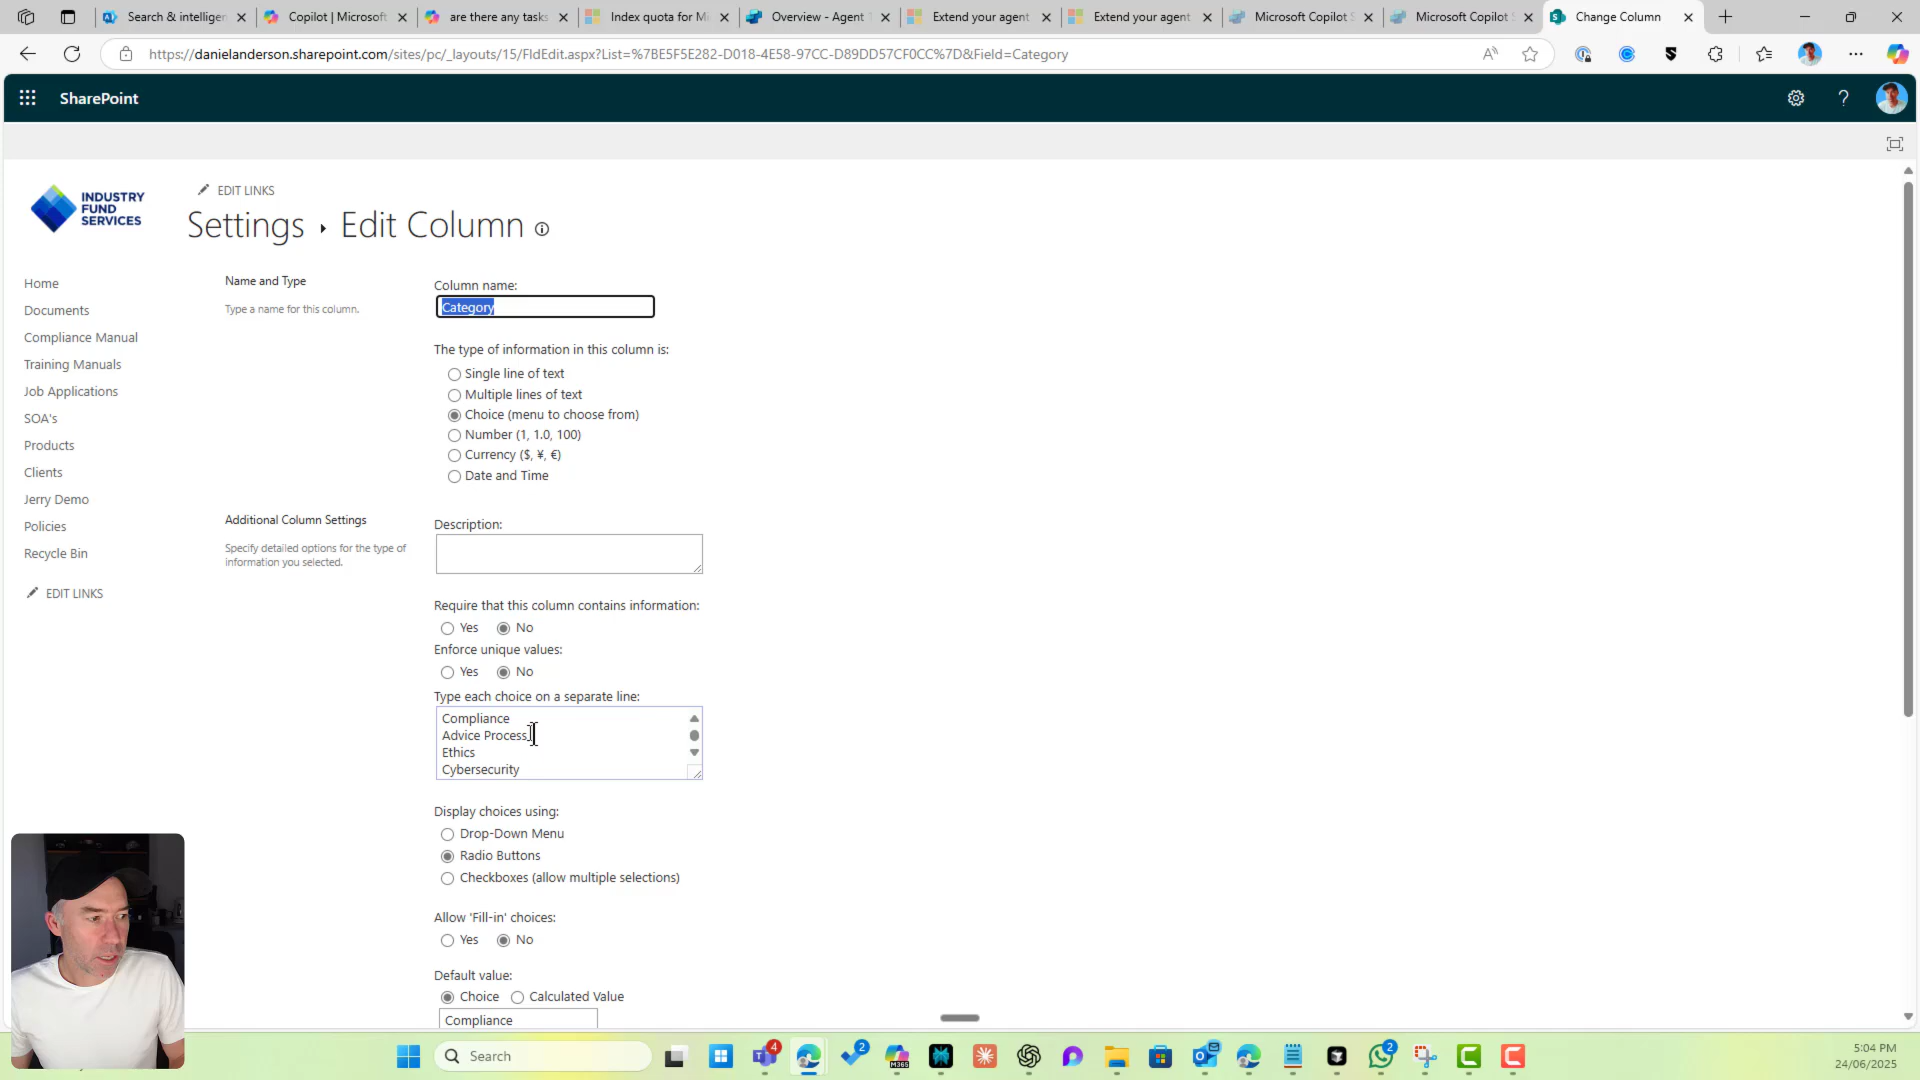 Search & intelligen
Copilot | Microsoft
are there any tasks
Index quota for Mi
Overview - Agent
Extend your agent
Extend your agent
Microsoft Copilot S
Microsoft Copilot
Change Column
https://danielanderson.sharepoint.com/sites/pc/_layouts/15/FldEdit.aspx?List=%7BE5F5E282-D018-4E58-97CC-D89DD57CF0CC%7D&Field=Category
SharePoint
INDUSTRY
FUND
SERVICES
EDIT LINKS
Settings ▸ Edit Column
Home
Documents
Compliance Manual
Training Manuals
Job Applications
SOA's
Products
Clients
Jerry Demo
Policies
Recycle Bin
EDIT LINKS
Name and Type
Type a name for this column.
Column name:
Category
The type of information in this column is:
Single line of text
Multiple lines of text
Choice (menu to choose from)
Number (1, 1.0, 100)
Currency ($, ¥, €)
Date and Time
Additional Column Settings
Specify detailed options for the type of
information you selected.
Description:
Require that this column contains information:
Yes No
Enforce unique values:
Yes No
Type each choice on a separate line:
Compliance
Advice Process
Ethics
Cybersecurity
Display choices using:
Drop-Down Menu
Radio Buttons
Checkboxes (allow multiple selections)
Allow 'Fill-in' choices:
Yes No
Default value:
Choice Calculated Value
Compliance
Search
4
2
M365
2
5:04 PM
24/06/2025